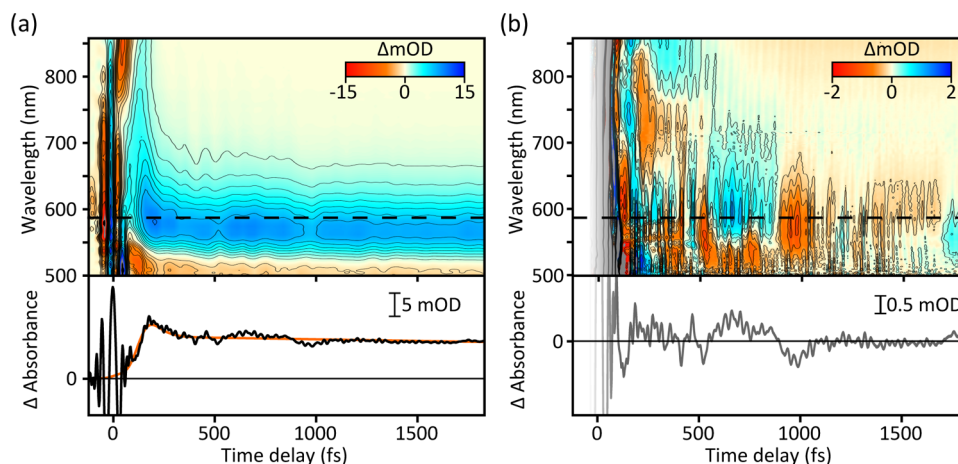 (a)
ΔmOD
-15 0 15
Wavelength (nm)
800
700
600
500
5 mOD
Δ Absorbance
0
0 500 1000 1500
Time delay (fs)
(b)
ΔmOD
-2 0 2
Wavelength (nm)
800
700
600
500
0.5 mOD
Δ Absorbance
0
0 500 1000 1500
Time delay (fs)